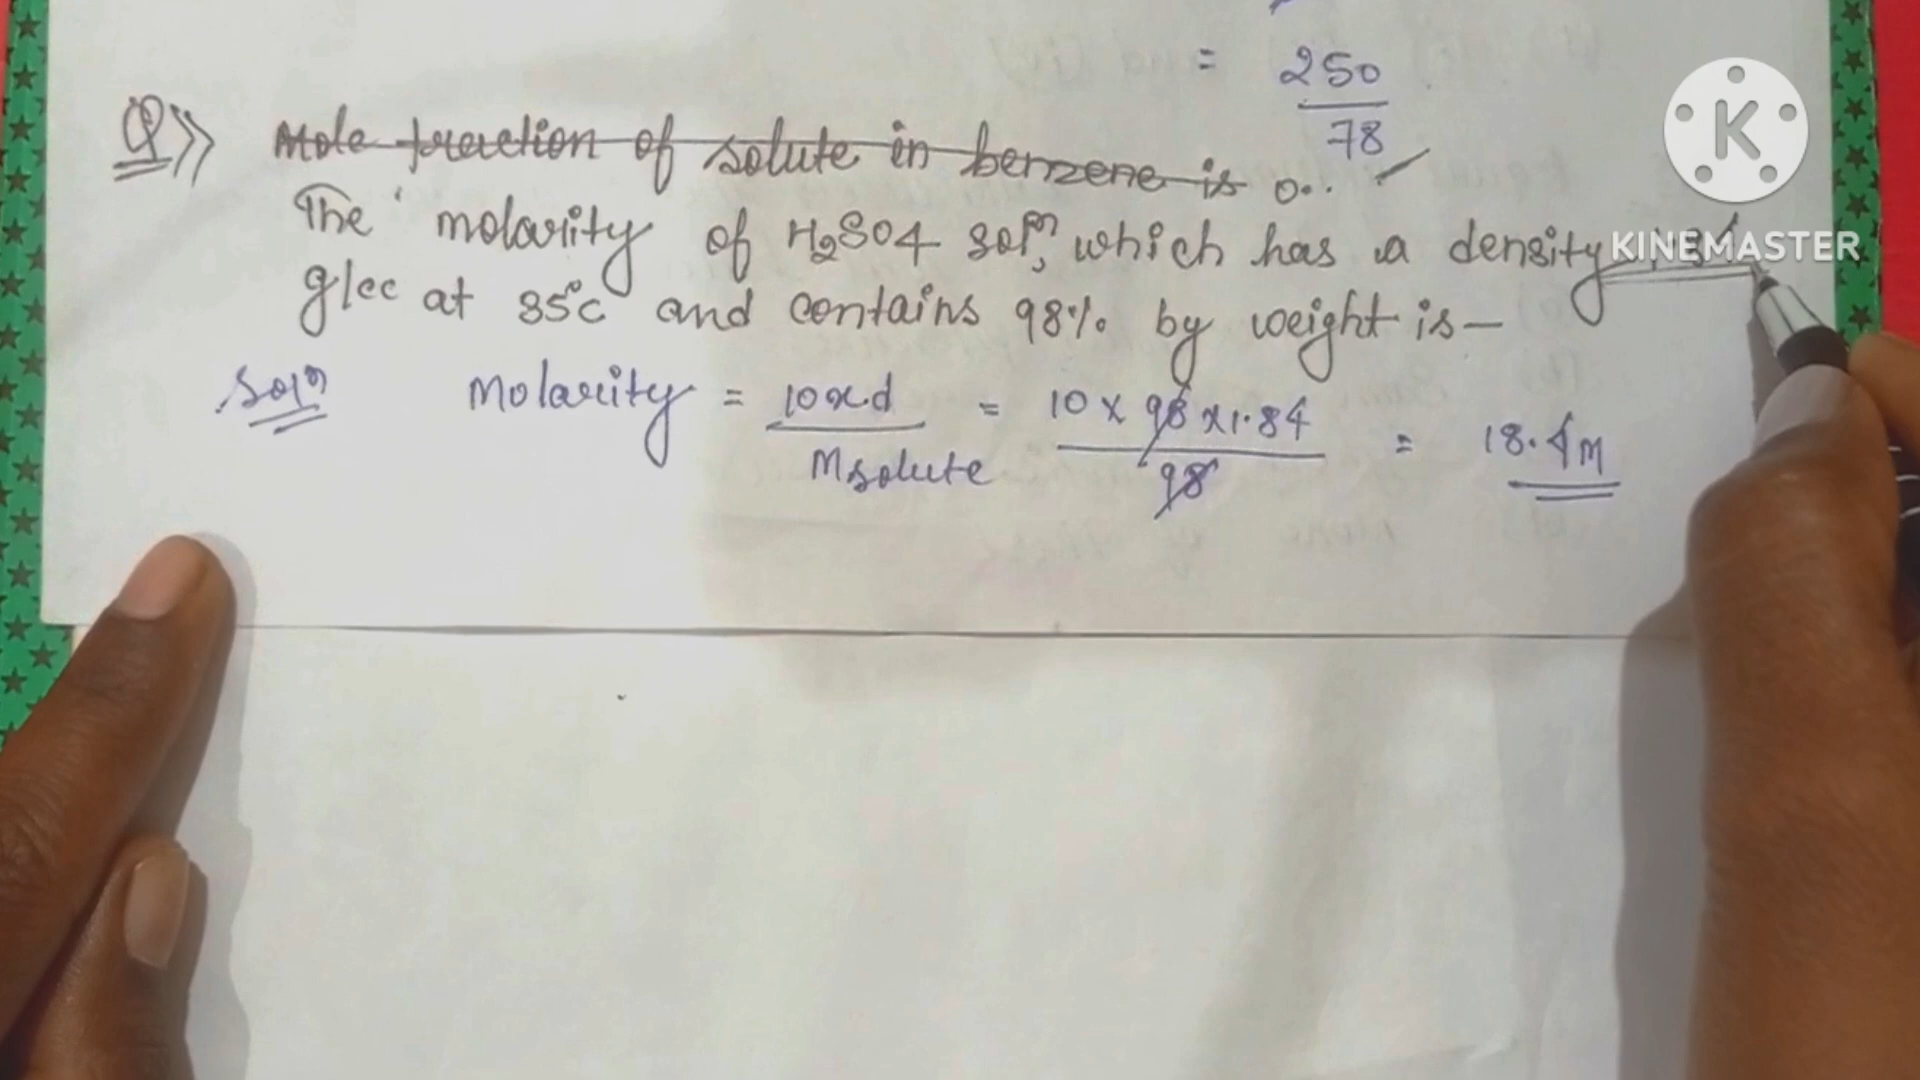 = 250
78
Q》 Mole fraction of solute in benzene is 0..
The molarity of H2SO4 solⁿ, which has a density
g/cc at 35°C and contains 98% by weight is—
Solⁿ Molarity = 10x.d / Msolute = 10 x 98 x 1.84 / 98 = 18.4M
K
KINEMASTER